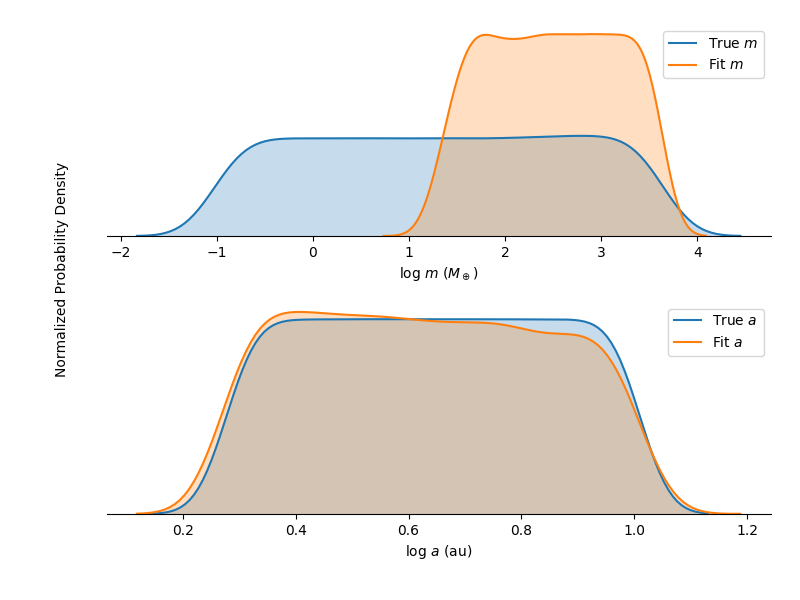 True m
Fit m
−2 −1 0 1 2 3 4
log m (M⊕)
Normalized Probability Density
True a
Fit a
0.2 0.4 0.6 0.8 1.0 1.2
log a (au)